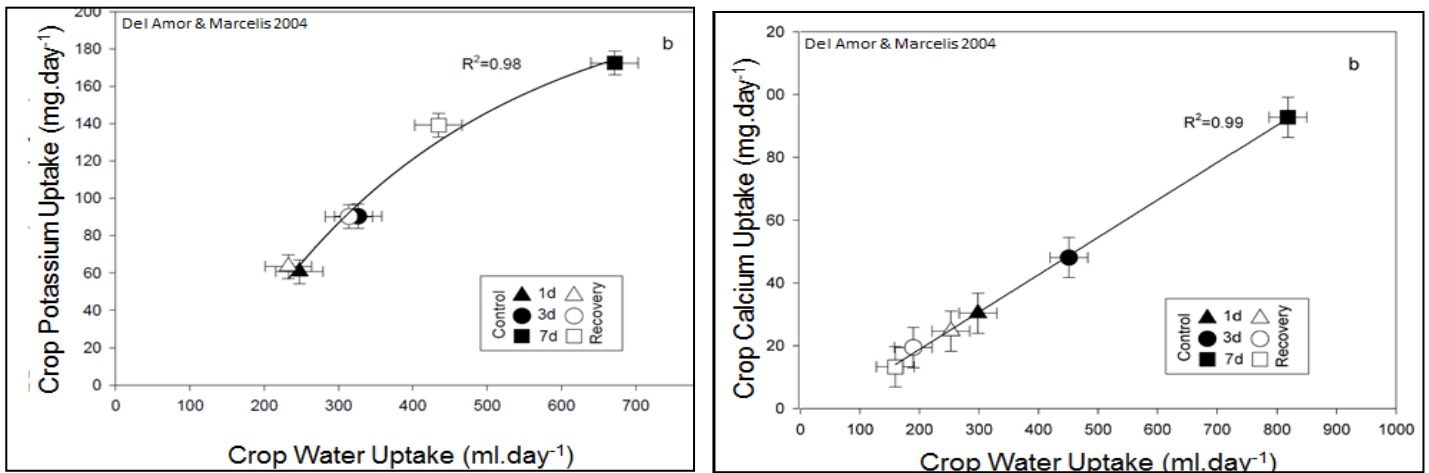 Del Amor & Marcelis 2004
b
R²=0.98
Crop Potassium Uptake (mg.day⁻¹)
200
180
160
140
120
100
80
60
40
20
0
Control
1d
3d
7d
Recovery
0 100 200 300 400 500 600 700
Crop Water Uptake (ml.day⁻¹)
Del Amor & Marcelis 2004
b
R²=0.99
Crop Calcium Uptake (mg.day⁻¹)
20
00
80
60
40
20
0
Control
1d
3d
7d
Recovery
0 100 200 300 400 500 600 700 800 900 1000
Crop Water Uptake (ml.day⁻¹)